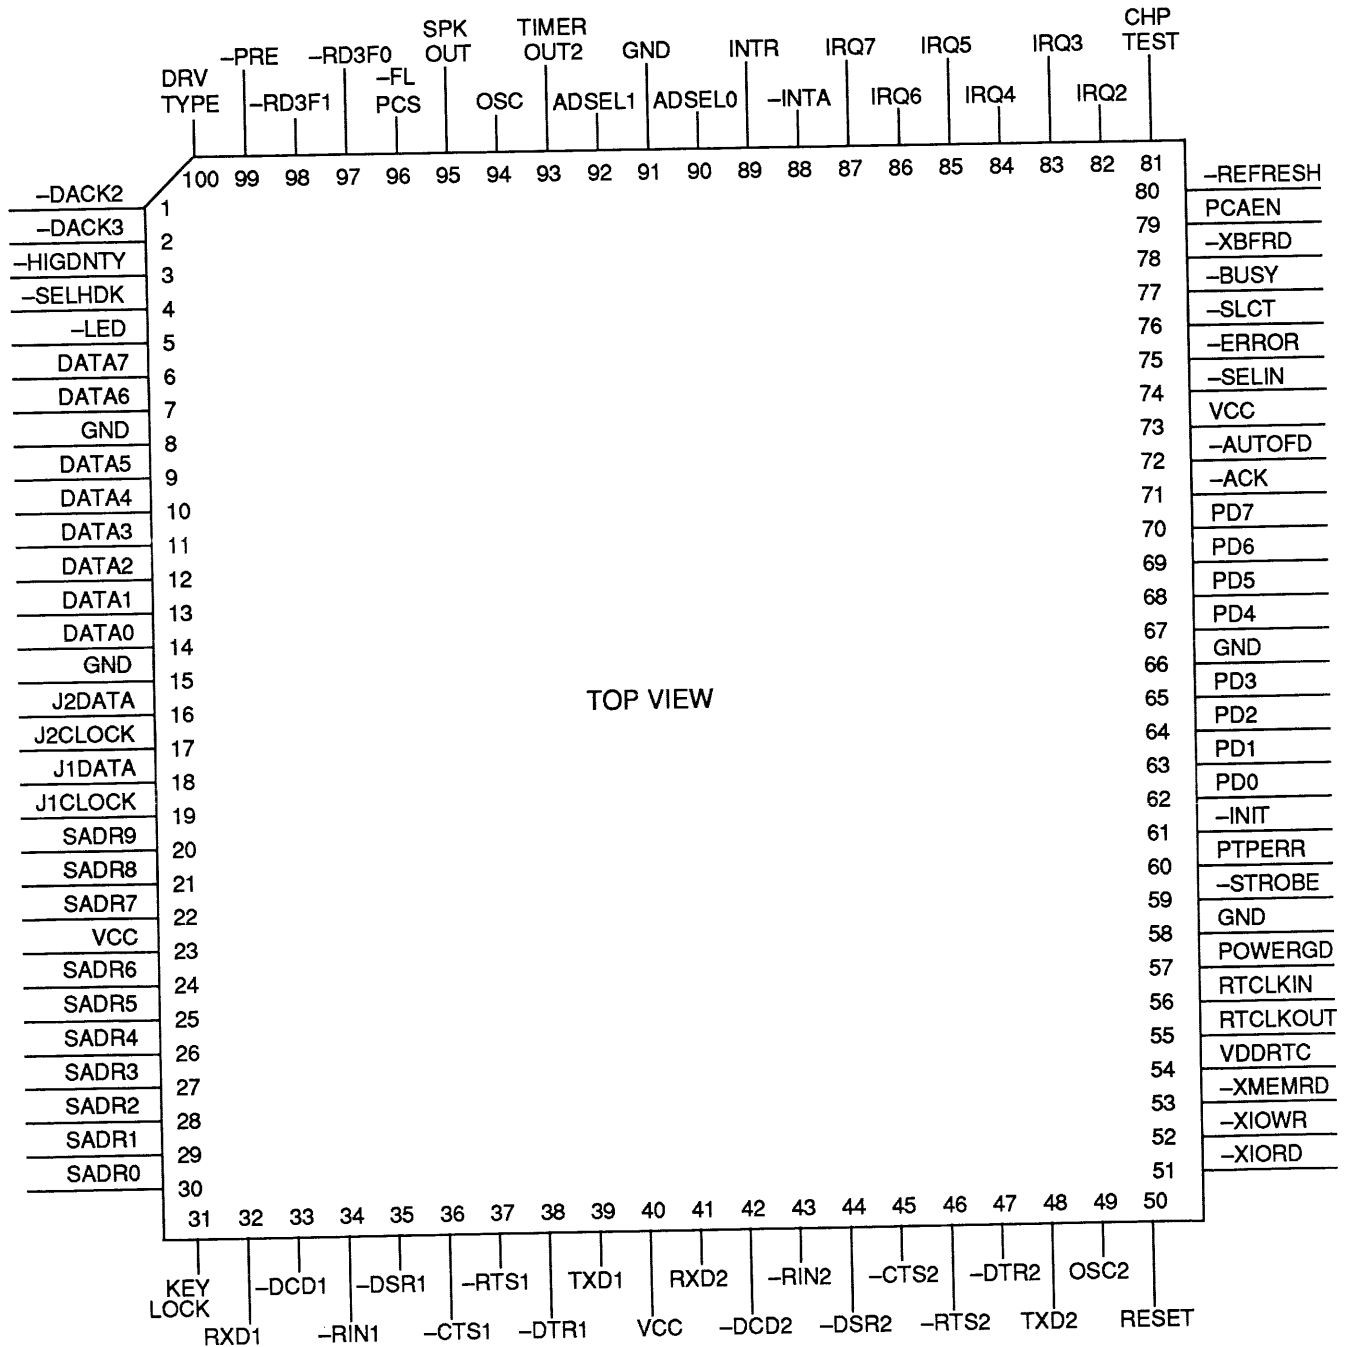 CHP
TEST
SPK
OUT
TIMER
OUT2
–PRE
–RD3F0
GND
INTR
IRQ7
IRQ5
IRQ3
DRV
TYPE
–RD3F1
–FL
PCS
OSC
ADSEL1
ADSEL0
–INTA
IRQ6
IRQ4
IRQ2
100 99 98 97 96 95 94 93 92 91 90 89 88 87 86 85 84 83 82 81
–DACK2 1
–DACK3 2
–HIGDNTY 3
–SELHDK 4
–LED 5
DATA7 6
DATA6 7
GND 8
DATA5 9
DATA4 10
DATA3 11
DATA2 12
DATA1 13
DATA0 14
GND 15
J2DATA 16
J2CLOCK 17
J1DATA 18
J1CLOCK 19
SADR9 20
SADR8 21
SADR7 22
VCC 23
SADR6 24
SADR5 25
SADR4 26
SADR3 27
SADR2 28
SADR1 29
SADR0 30
TOP VIEW
80 –REFRESH
79 PCAEN
78 –XBFRD
77 –BUSY
76 –SLCT
75 –ERROR
74 –SELIN
73 VCC
72 –AUTOFD
71 –ACK
70 PD7
69 PD6
68 PD5
67 PD4
66 GND
65 PD3
64 PD2
63 PD1
62 PD0
61 –INIT
60 PTPERR
59 –STROBE
58 GND
57 POWERGD
56 RTCLKIN
55 RTCLKOUT
54 VDDRTC
53 –XMEMRD
52 –XIOWR
51 –XIORD
31 32 33 34 35 36 37 38 39 40 41 42 43 44 45 46 47 48 49 50
KEY
LOCK
–DCD1
–DSR1
–RTS1
TXD1
RXD2
–RIN2
–CTS2
–DTR2
OSC2
RXD1
–RIN1
–CTS1
–DTR1
VCC
–DCD2
–DSR2
–RTS2
TXD2
RESET